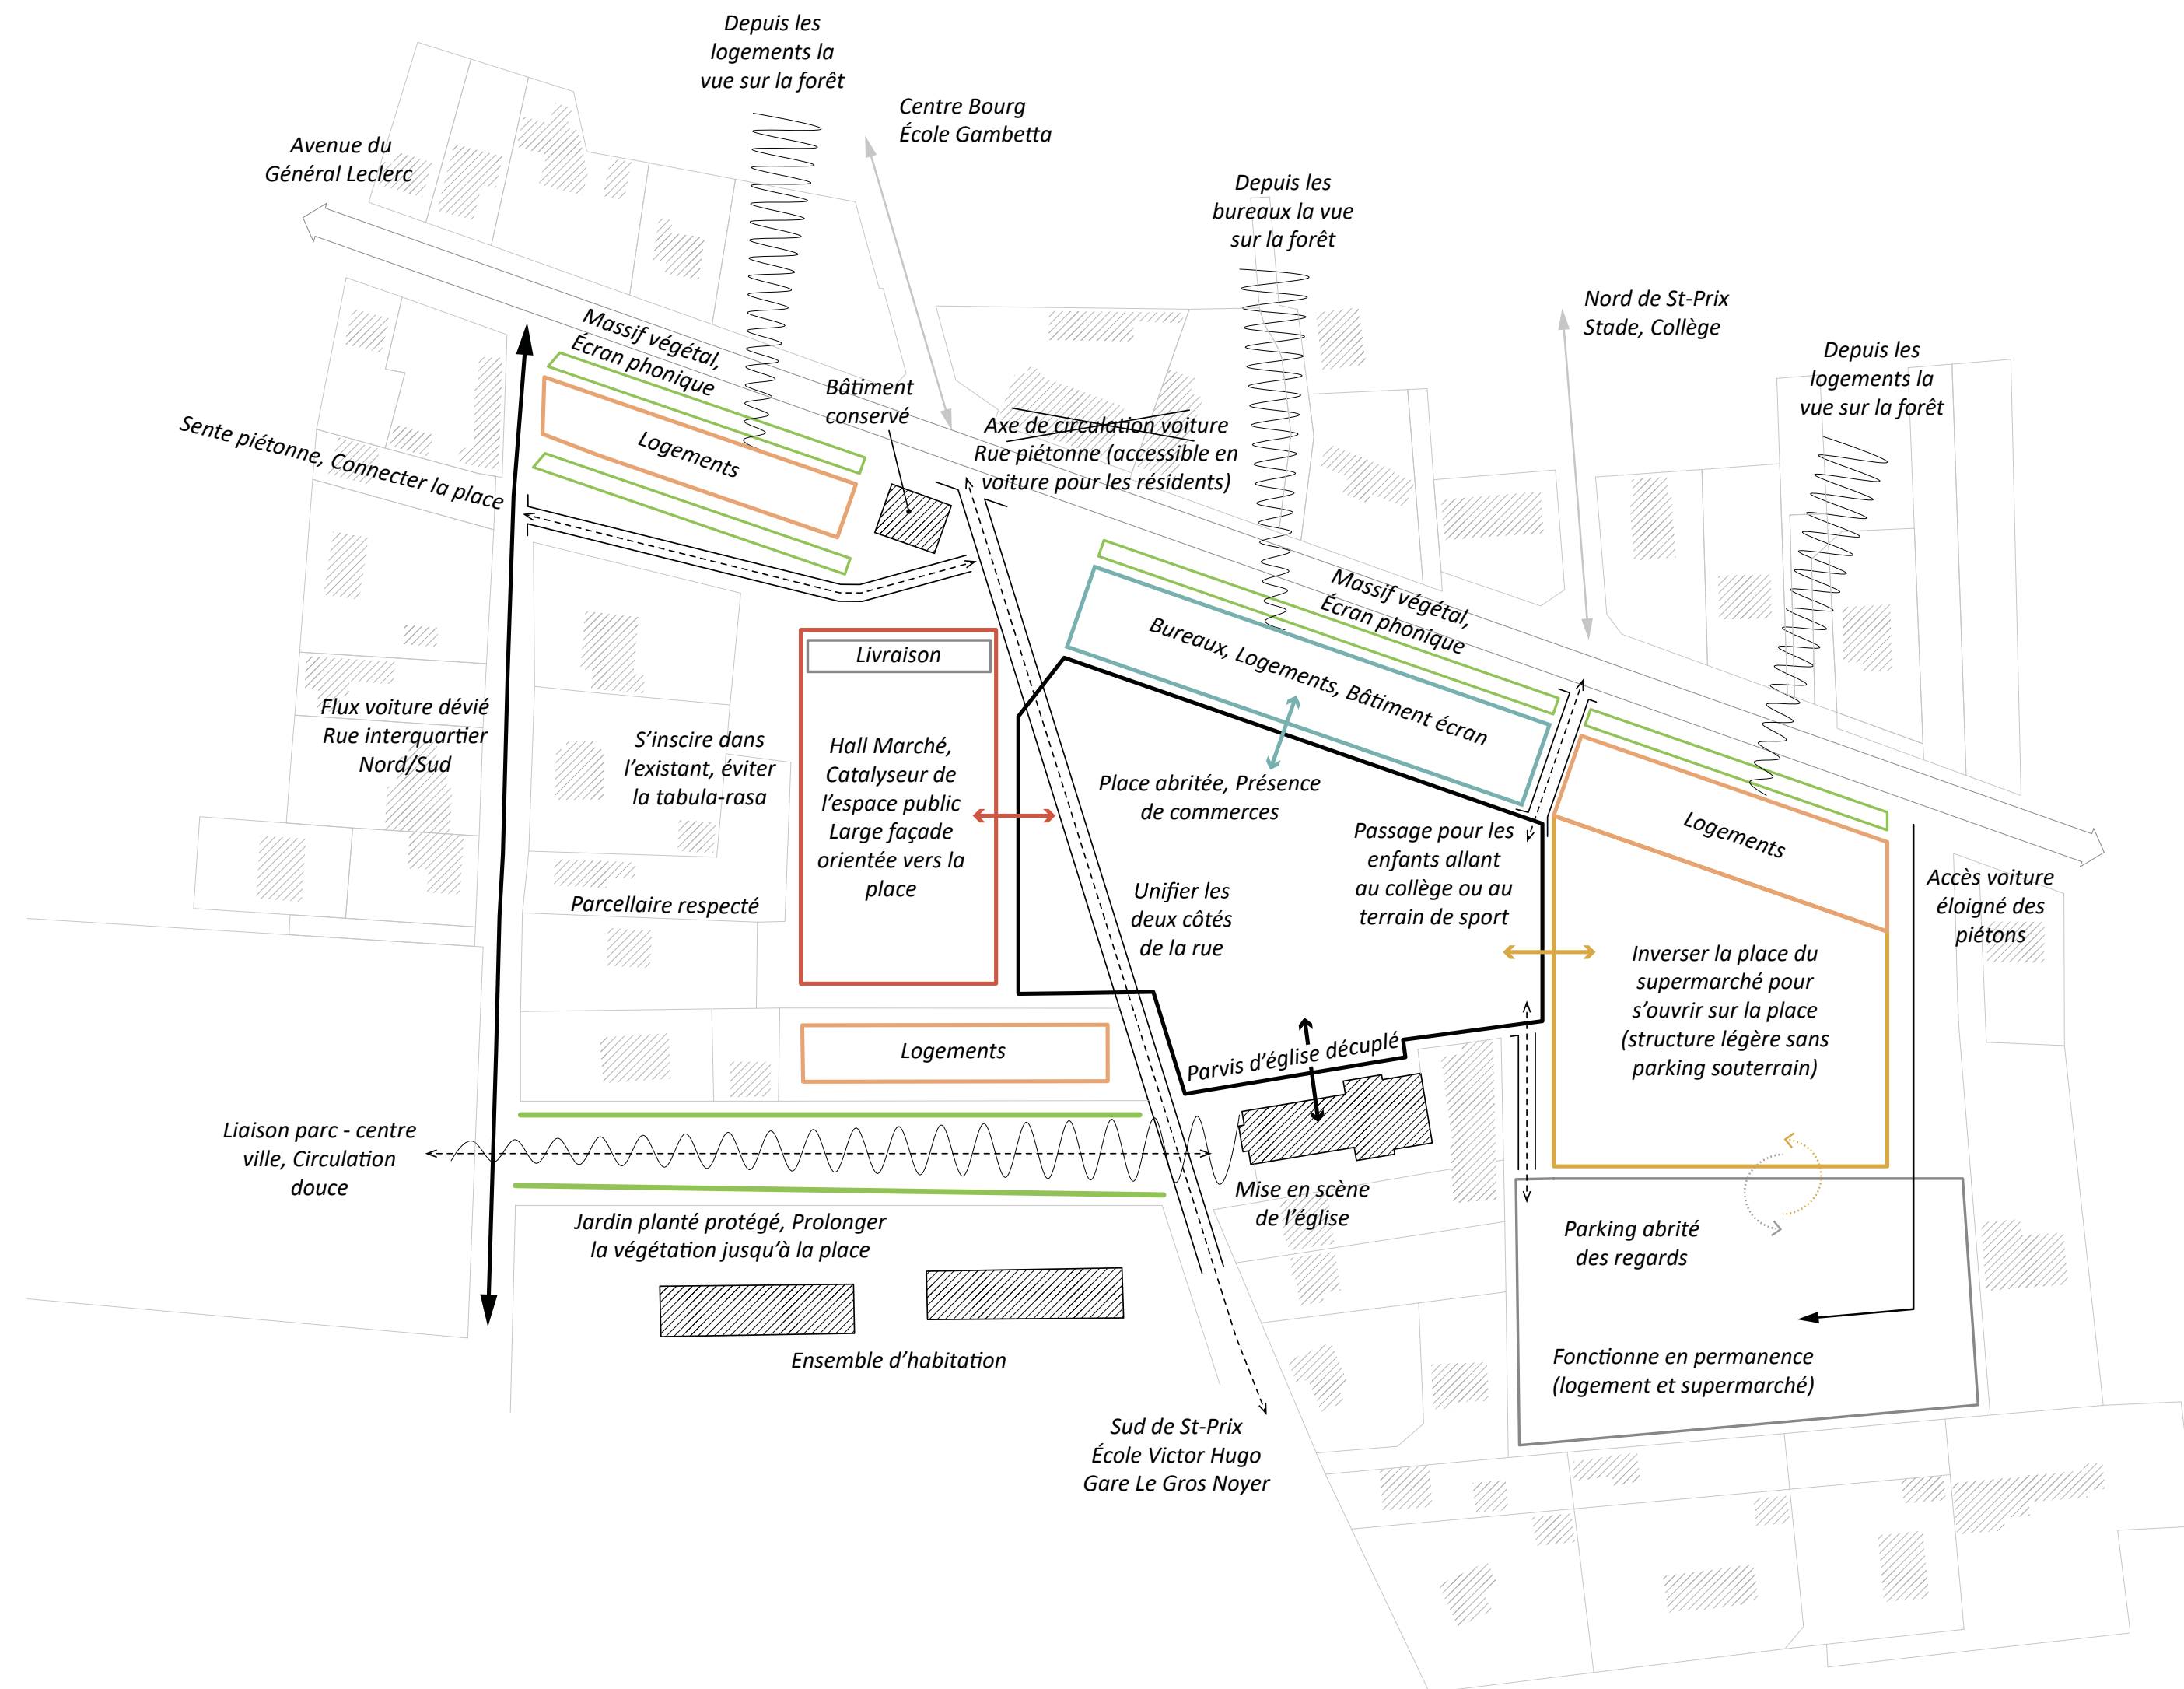 Depuis les
logements la
vue sur la forêt
Centre Bourg
École Gambetta
Avenue du
Général Leclerc
Depuis les
bureaux la vue
sur la forêt
Nord de St-Prix
Stade, Collège
Depuis les
logements la
vue sur la forêt
Massif végétal,
Écran phonique
Bâtiment
conservé
Sente piétonne, Connecter la place
Logements
Axe de circulation voiture
Rue piétonne (accessible en
voiture pour les résidents)
Massif végétal,
Écran phonique
Bureaux, Logements, Bâtiment écran
Livraison
Flux voiture dévié
Rue interquartier
Nord/Sud
S’inscire dans
l’existant, éviter
la tabula-rasa
Hall Marché,
Catalyseur de
l’espace public
Large façade
orientée vers la
place
Place abritée, Présence
de commerces
Passage pour les
enfants allant
au collège ou au
terrain de sport
Logements
Accès voiture
éloigné des
piétons
Parcellaire respecté
Unifier les
deux côtés
de la rue
Inverser la place du
supermarché pour
s’ouvrir sur la place
(structure légère sans
parking souterrain)
Logements
Parvis d’église décuplé
Liaison parc - centre
ville, Circulation
douce
Mise en scène
de l’église
Jardin planté protégé, Prolonger
la végétation jusqu’à la place
Parking abrité
des regards
Ensemble d’habitation
Fonctionne en permanence
(logement et supermarché)
Sud de St-Prix
École Victor Hugo
Gare Le Gros Noyer